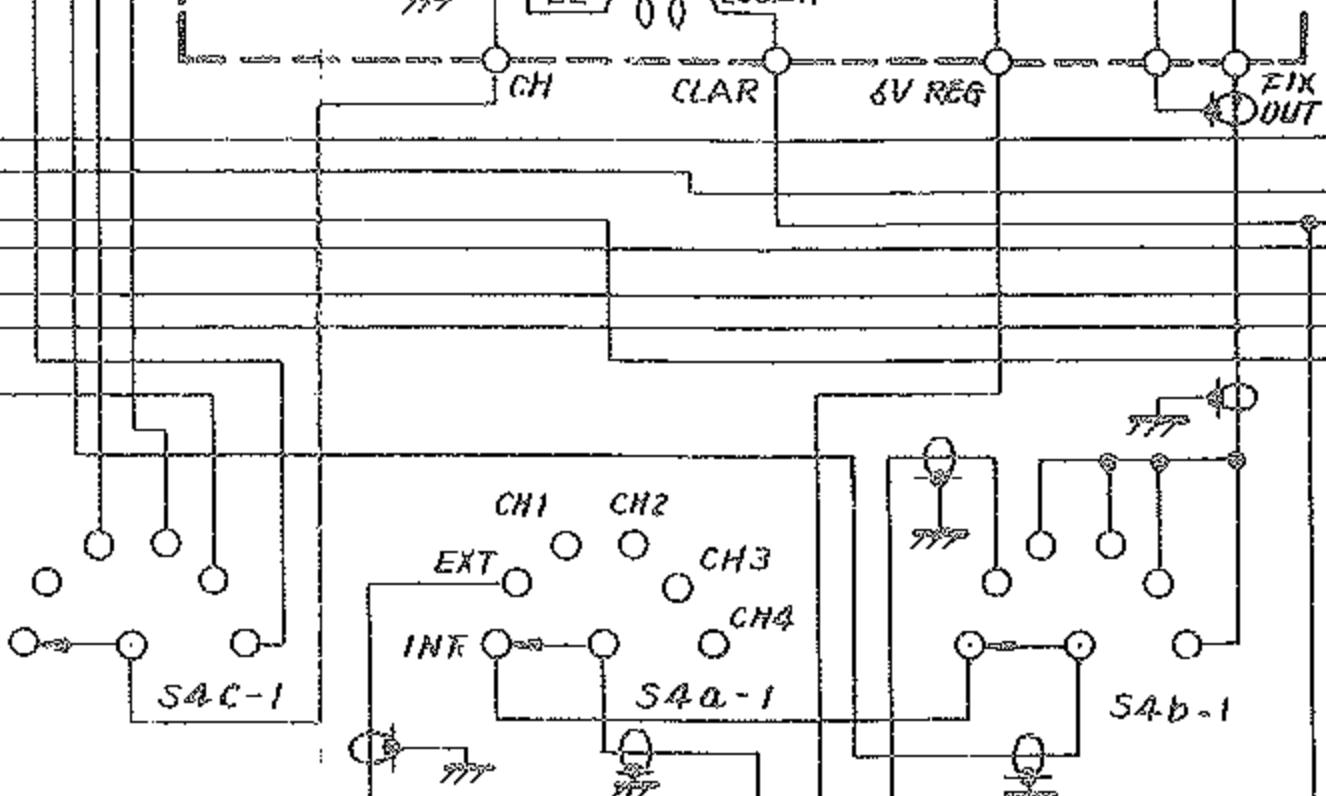 CH
CLAR
6V REG
FIX
OUT
CH1
CH2
EXT
CH3
CH4
INT
S4C-1
S4a-1
S4b-1